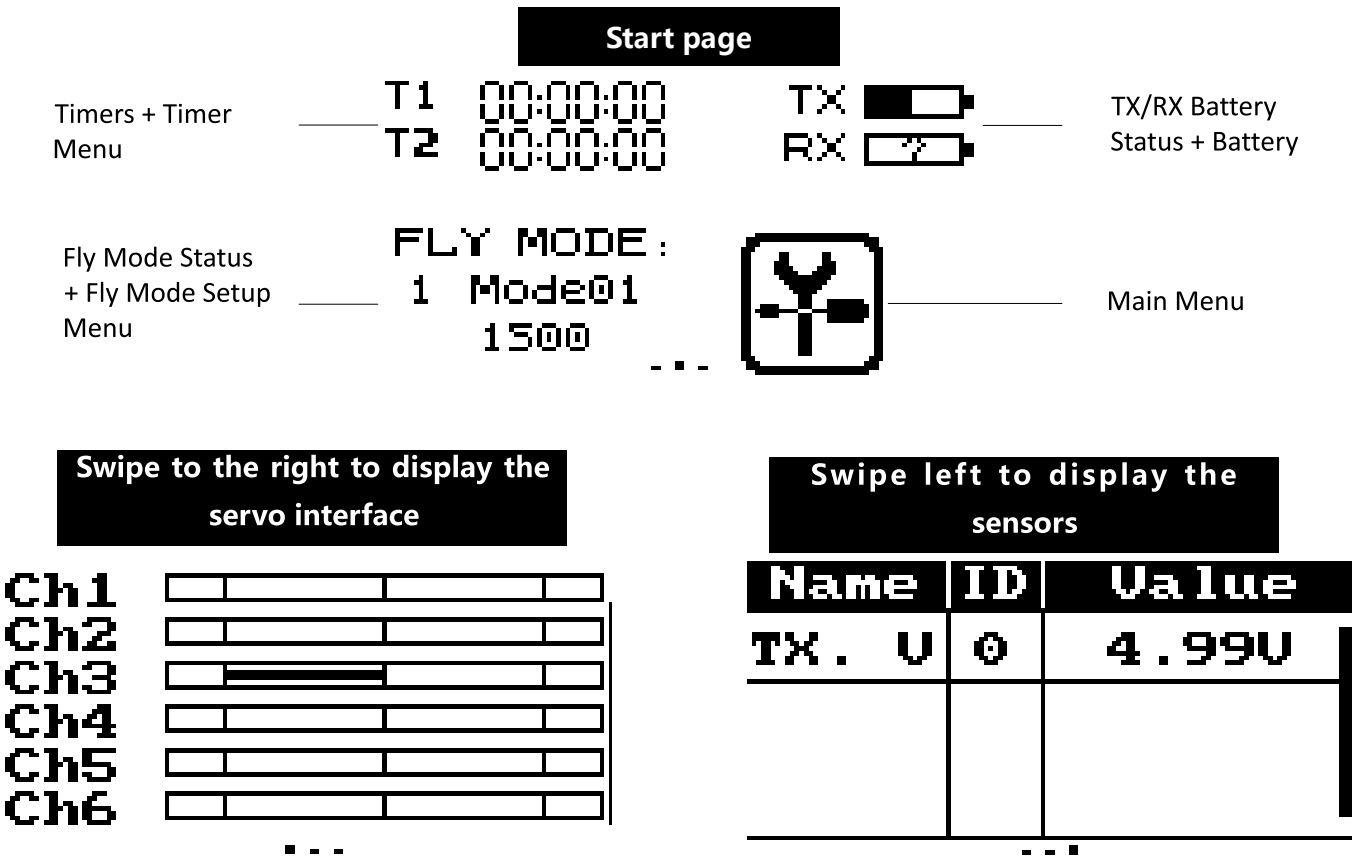 Start page
Timers + Timer
Menu
T1 00:00:00
T2 00:00:00
TX
RX ?
TX/RX Battery
Status + Battery
Fly Mode Status
+ Fly Mode Setup
Menu
FLY MODE:
1 Mode01
1500
Main Menu
Swipe to the right to display the
servo interface
Ch1
Ch2
Ch3
Ch4
Ch5
Ch6
Swipe left to display the
sensors
Name ID Value
TX. V 0 4.99V